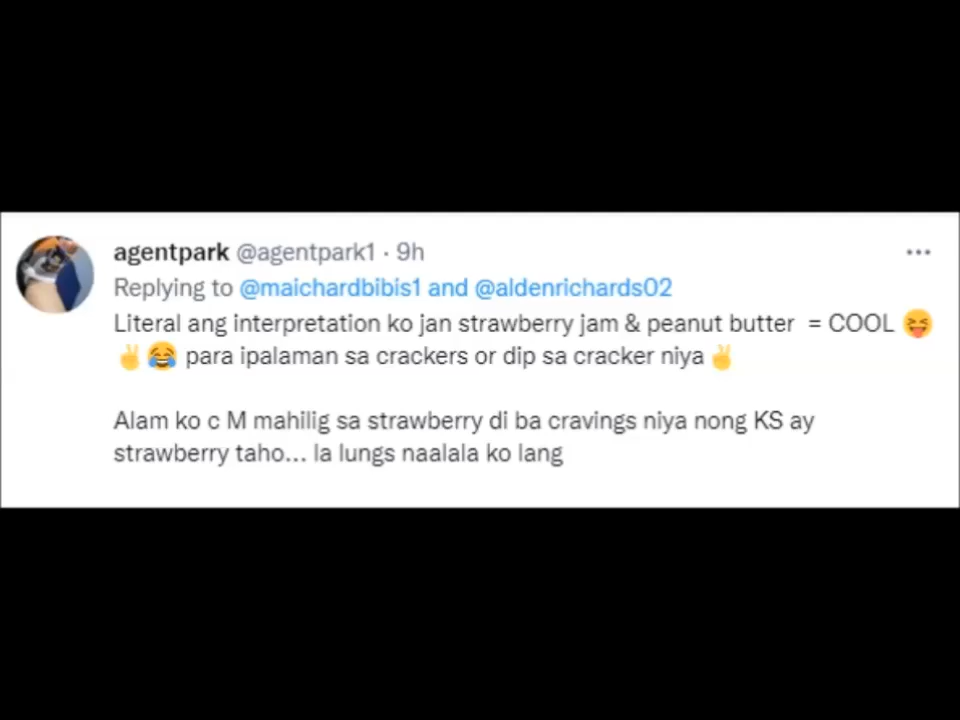 agentpark @agentpark1 · 9h
Replying to @maichardbibis1 and @aldenrichards02
Literal ang interpretation ko jan strawberry jam & peanut butter = COOL 😝
✌😂 para ipalaman sa crackers or dip sa cracker niya ✌
Alam ko c M mahilig sa strawberry di ba cravings niya nong KS ay
strawberry taho... la lungs naalala ko lang